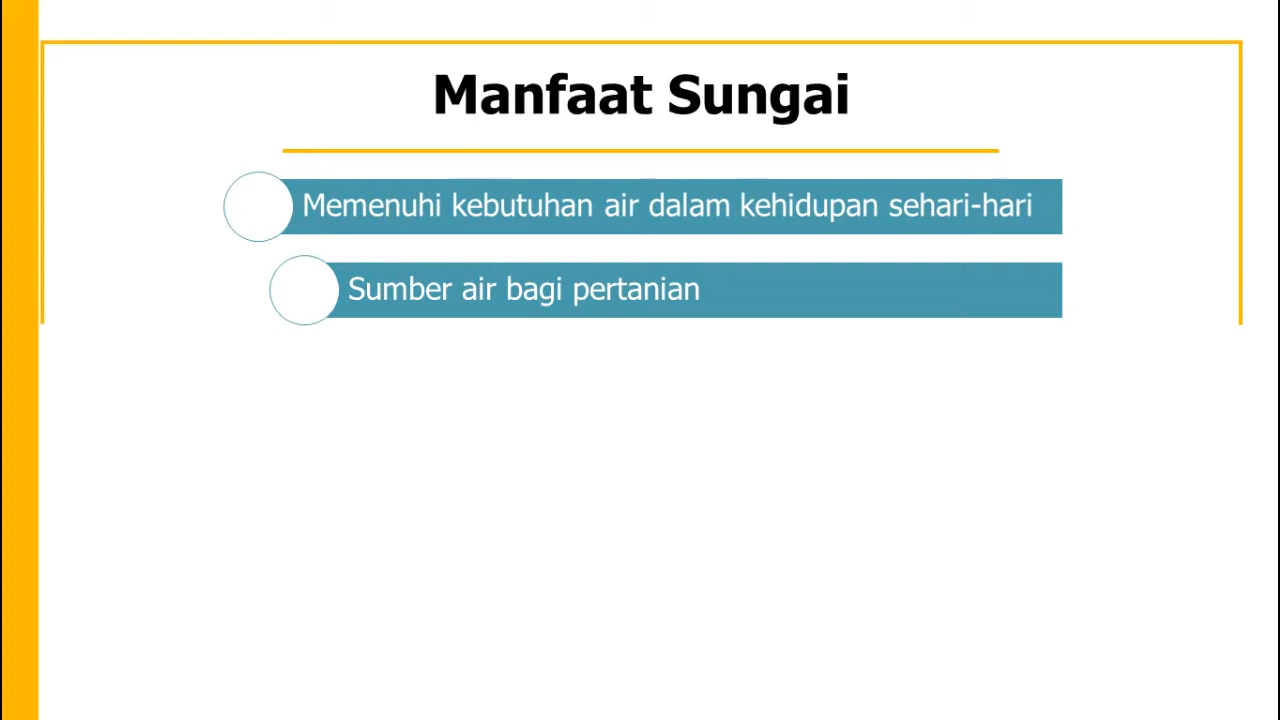 Manfaat Sungai
Memenuhi kebutuhan air dalam kehidupan sehari-hari
Sumber air bagi pertanian